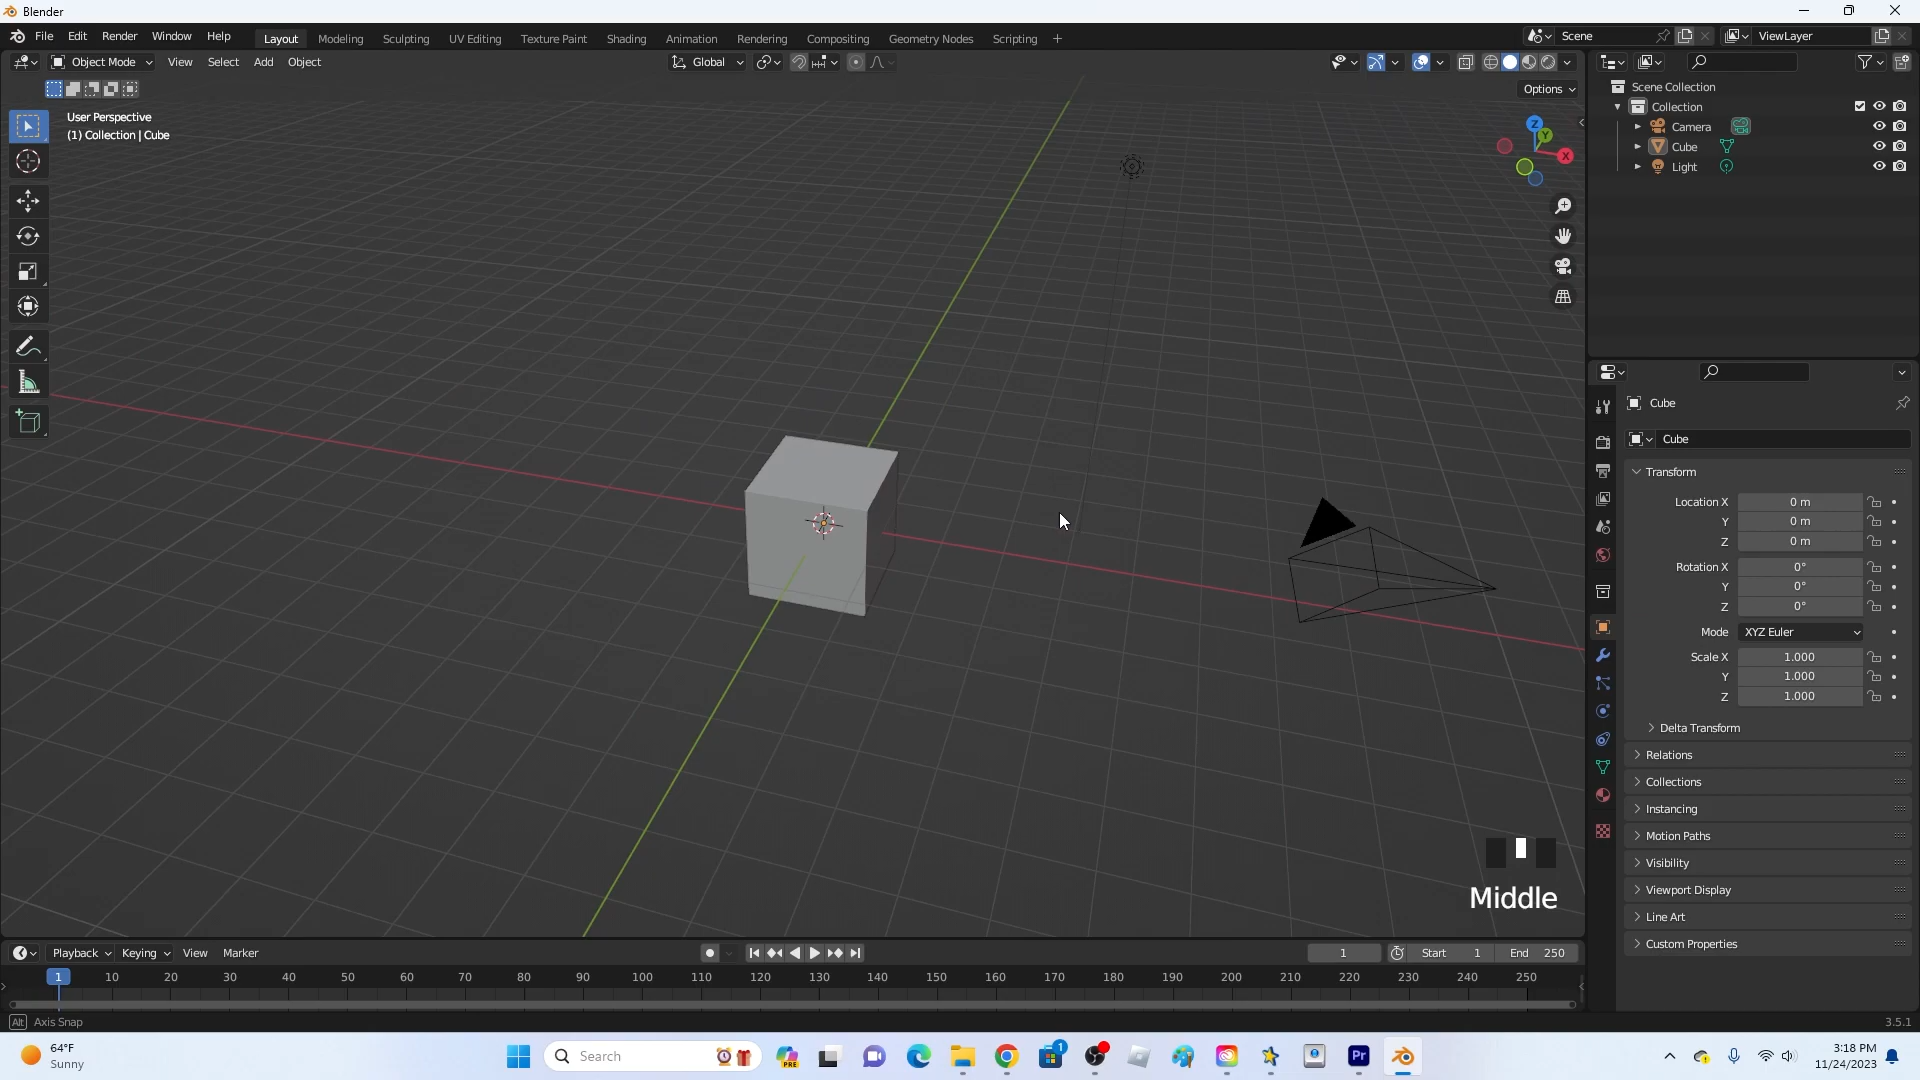 Blender
File Edit Render Window Help Layout Modeling Sculpting UV Editing Texture Paint Shading Animation Rendering Compositing Geometry Nodes Scripting + Scene ViewLayer
Object Mode View Select Add Object Global
Options
User Perspective
(1) Collection | Cube
Z
Y
X
Scene Collection
Collection
Camera
Cube
Light
Cube
Cube
Transform
Location X 0 m
Y 0 m
Z 0 m
Rotation X 0°
Y 0°
Z 0°
Mode XYZ Euler
Scale X 1.000
Y 1.000
Z 1.000
Delta Transform
Relations
Collections
Instancing
Motion Paths
Visibility
Viewport Display
Line Art
Custom Properties
Middle
Playback Keying View Marker 1 Start 1 End 250
1 10 20 30 40 50 60 70 80 90 100 110 120 130 140 150 160 170 180 190 200 210 220 230 240 250
Alt Axis Snap 3.5.1
64°F
Sunny
Search
PRE
1
Pr
3:18 PM
11/24/2023